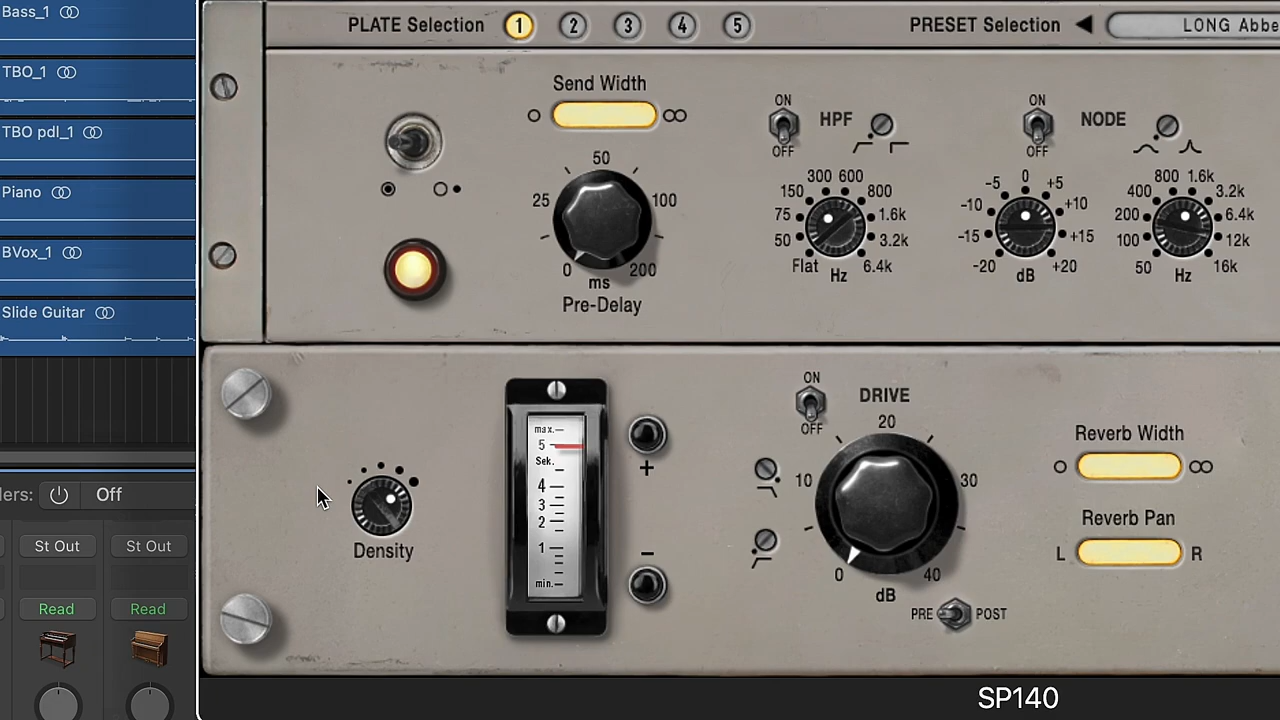 Bass_1
TBO_1
TBO pdl_1
Piano
BVox_1
Slide Guitar
ders:
Off
St Out
St Out
Read
Read
PLATE Selection 1 2 3 4 5
PRESET Selection
LONG Abbe
Send Width
50
25
100
0
200
ms
Pre-Delay
ON
OFF
HPF
300 600
150 800
75 1.6k
50 3.2k
Flat 6.4k
Hz
ON
OFF
NODE
0
-5 +5
-10 +10
-15 +15
-20 +20
dB
800 1.6k
400 3.2k
200 6.4k
100 12k
50 16k
Hz
Density
max.
5
Sek.
4
3
2
1
min.
+
-
ON
OFF
DRIVE
20
10 30
0 40
dB
PRE POST
Reverb Width
Reverb Pan
L R
SP140